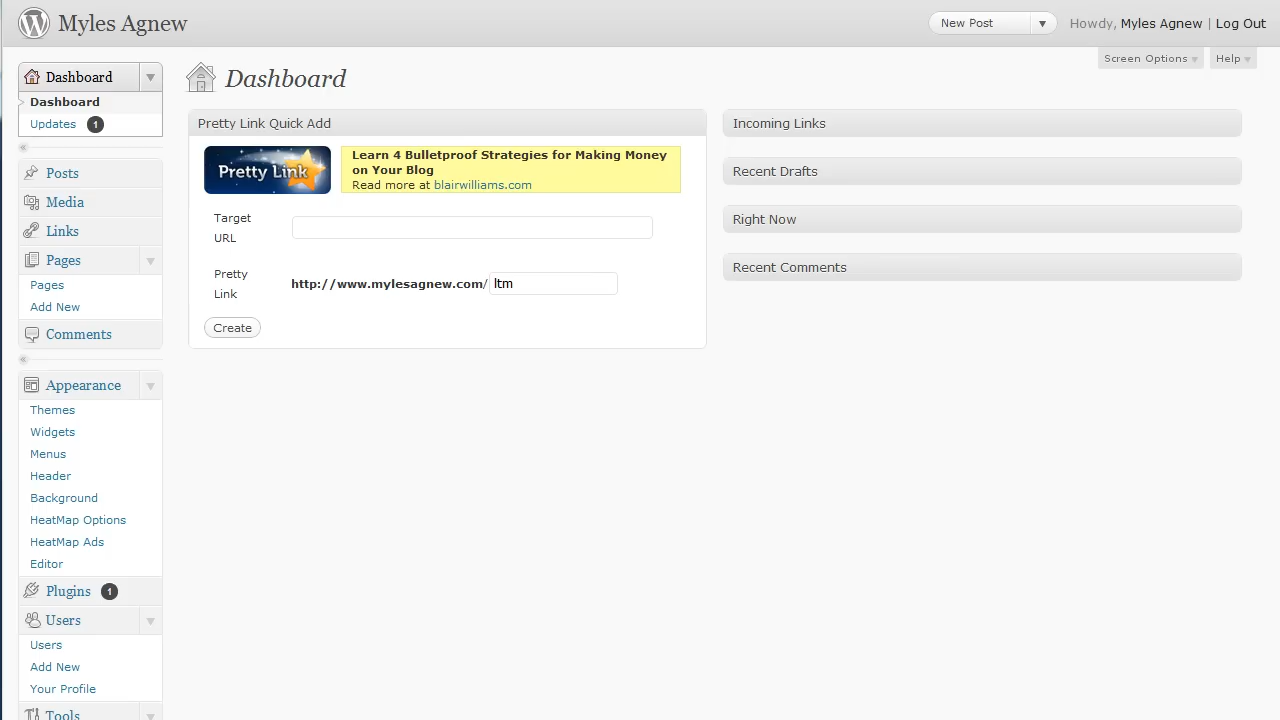 Myles Agnew
New Post
Howdy, Myles Agnew | Log Out
Screen Options
Help
Dashboard
Dashboard
Updates 1
Posts
Media
Links
Pages
Pages
Add New
Comments
Appearance
Themes
Widgets
Menus
Header
Background
HeatMap Options
HeatMap Ads
Editor
Plugins 1
Users
Users
Add New
Your Profile
Tools
Dashboard
Pretty Link Quick Add
Pretty Link
Learn 4 Bulletproof Strategies for Making Money
on Your Blog
Read more at blairwilliams.com
Target
URL
Pretty
Link
http://www.mylesagnew.com/ ltm
Create
Incoming Links
Recent Drafts
Right Now
Recent Comments